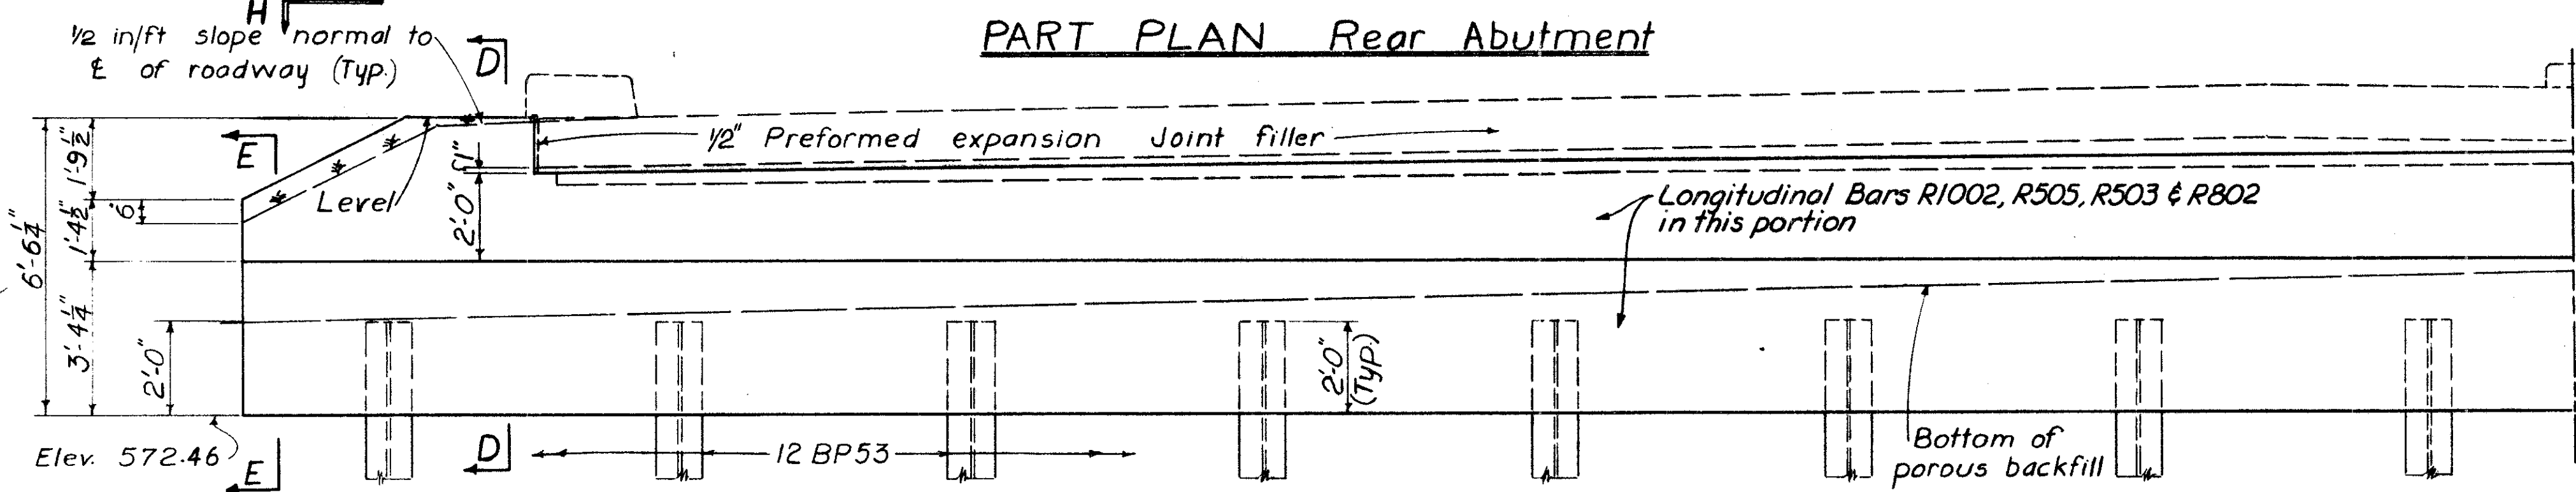 H
PART PLAN Rear Abutment
1/2 in/ft slope normal to
℄ of roadway (Typ.)
D
E
1/2" Preformed expansion Joint filler
1"
Level
2'-0"
6"
1'-9 1/2"
1'-4 1/2"
6'-6 1/4"
3'-4 1/4"
2'-0"
Longitudinal Bars R1002, R505, R503 & R802
in this portion
2'-0"
(Typ.)
Elev. 572.46
E
D
12 BP53
Bottom of
porous backfill